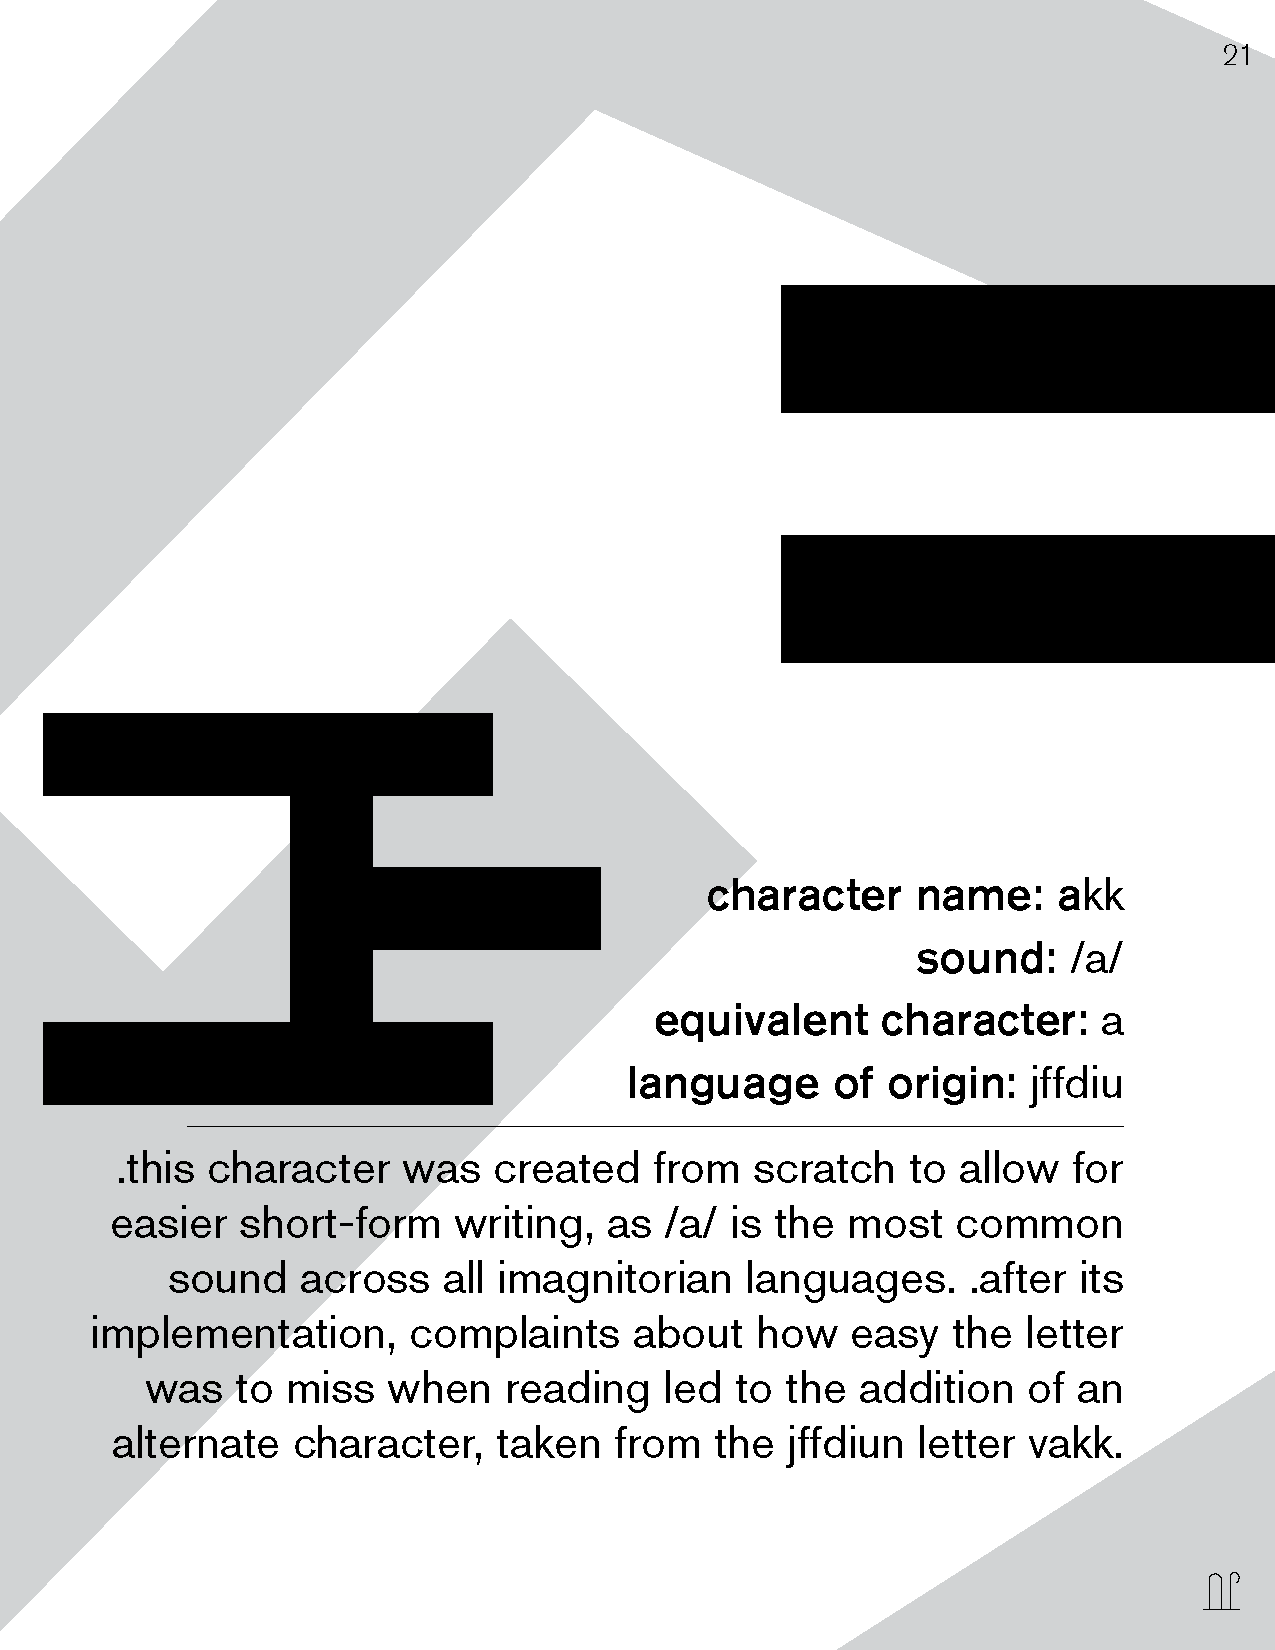 21
character name: akk
sound: /a/
equivalent character: a
language of origin: jffdiu
.this character was created from scratch to allow for
easier short-form writing, as /a/ is the most common
sound across all imagnitorian languages. .after its
implementation, complaints about how easy the letter
was to miss when reading led to the addition of an
alternate character, taken from the jffdiun letter vakk.